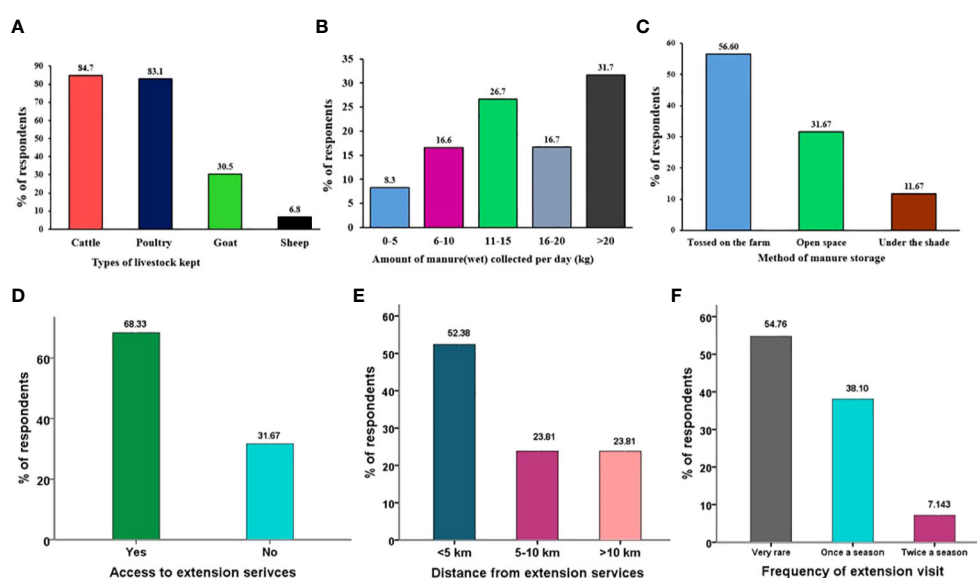 A
% of respondents
90
80
70
60
50
40
30
20
10
0
84.7
83.1
30.5
6.8
Cattle Poultry Goat Sheep
Types of livestock kept
B
% of responents
35
30
25
20
15
10
5
0
8.3
16.6
26.7
16.7
31.7
0-5 6-10 11-15 16-20 >20
Amount of manure(wet) collected per day (kg)
C
% of respondents
60
50
40
30
20
10
0
56.60
31.67
11.67
Tossed on the farm Open space Under the shade
Method of manure storage
D
% of respondents
60
40
20
0
68.33
31.67
Yes No
Access to extension serivces
E
% of respondents
60
50
40
30
20
10
0
52.38
23.81
23.81
<5 km 5-10 km >10 km
Distance from extension services
F
% of respondents
60
50
40
30
20
10
0
54.76
38.10
7.143
Very rare Once a season Twice a season
Frequency of extension visit